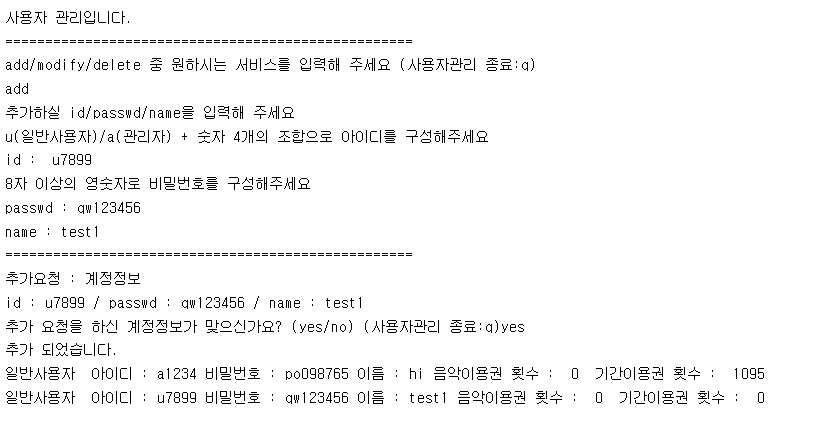 사용자 관리입니다.
===================================================
add/modify/delete 중 원하시는 서비스를 입력해 주세요 (사용자관리 종료:q)
add
추가하실 id/passwd/name을 입력해 주세요
u(일반사용자)/a(관리자) + 숫자 4개의 조합으로 아이디를 구성해주세요
id :  u7899
8자 이상의 영숫자로 비밀번호를 구성해주세요
passwd : qw123456
name : test1
===================================================
추가요청 : 계정정보
id : u7899 / passwd : qw123456 / name : test1
추가 요청을 하신 계정정보가 맞으신가요? (yes/no) (사용자관리 종료:q)yes
추가 되었습니다.
일반사용자  아이디 : a1234 비밀번호 : po098765 이름 : hi 음악이용권 횟수 :  0  기간이용권 횟수 :  1095
일반사용자  아이디 : u7899 비밀번호 : qw123456 이름 : test1 음악이용권 횟수 :  0  기간이용권 횟수 :  0